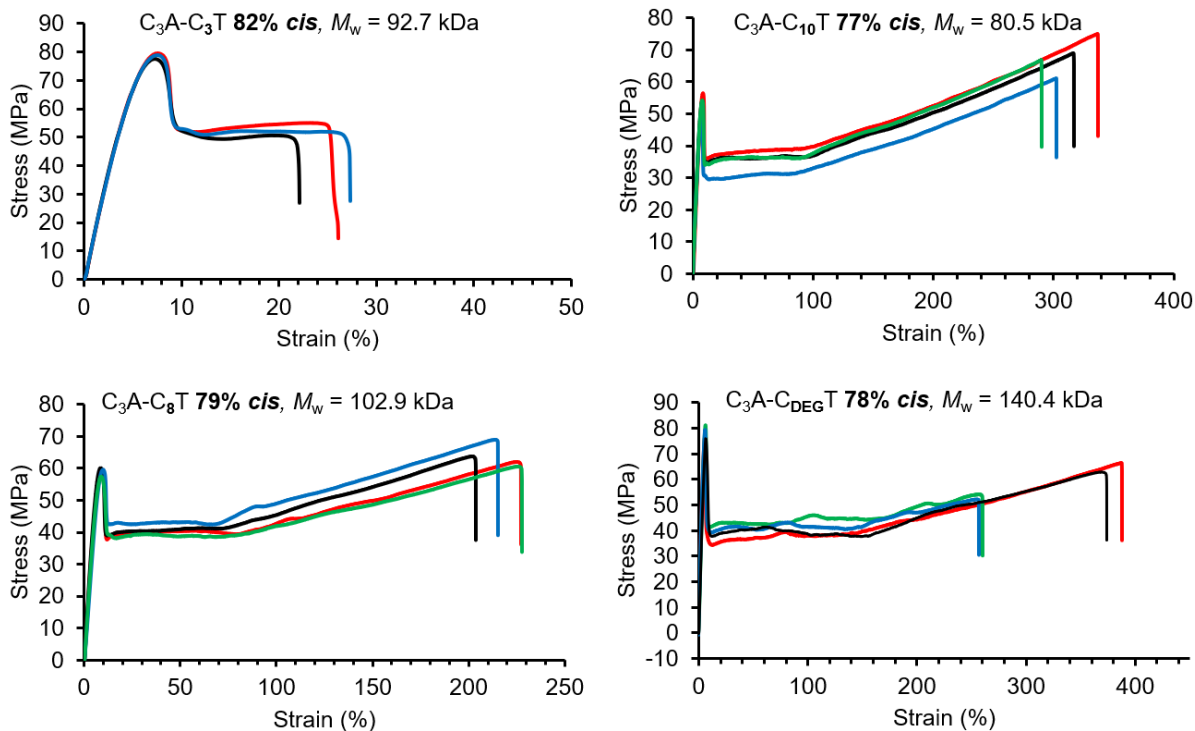 C₃A-C₃T 82% cis, Mw = 92.7 kDa
90
80
70
60
50
40
30
20
10
0
Stress (MPa)
0 10 20 30 40 50
Strain (%)
C₃A-C₁₀T 77% cis, Mw = 80.5 kDa
80
70
60
50
40
30
20
10
0
Stress (MPa)
0 100 200 300 400
Strain (%)
C₃A-C₈T 79% cis, Mw = 102.9 kDa
80
70
60
50
40
30
20
10
0
Stress (MPa)
0 50 100 150 200 250
Strain (%)
C₃A-C_DEG T 78% cis, Mw = 140.4 kDa
90
80
70
60
50
40
30
20
10
0
-10
Stress (MPa)
0 100 200 300 400
Strain (%)